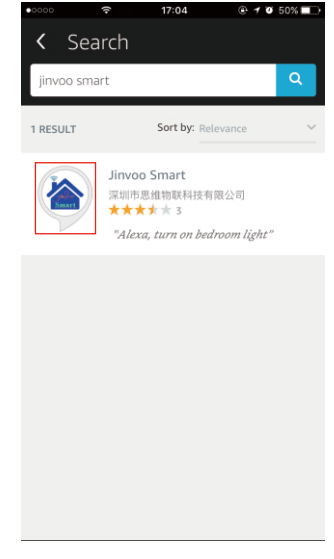 17:04
50%
Search
jinvoo smart
1 RESULT
Sort by: Relevance
Jinvoo Smart
深圳市思维物联科技有限公司
3
Smart
"Alexa, turn on bedroom light"